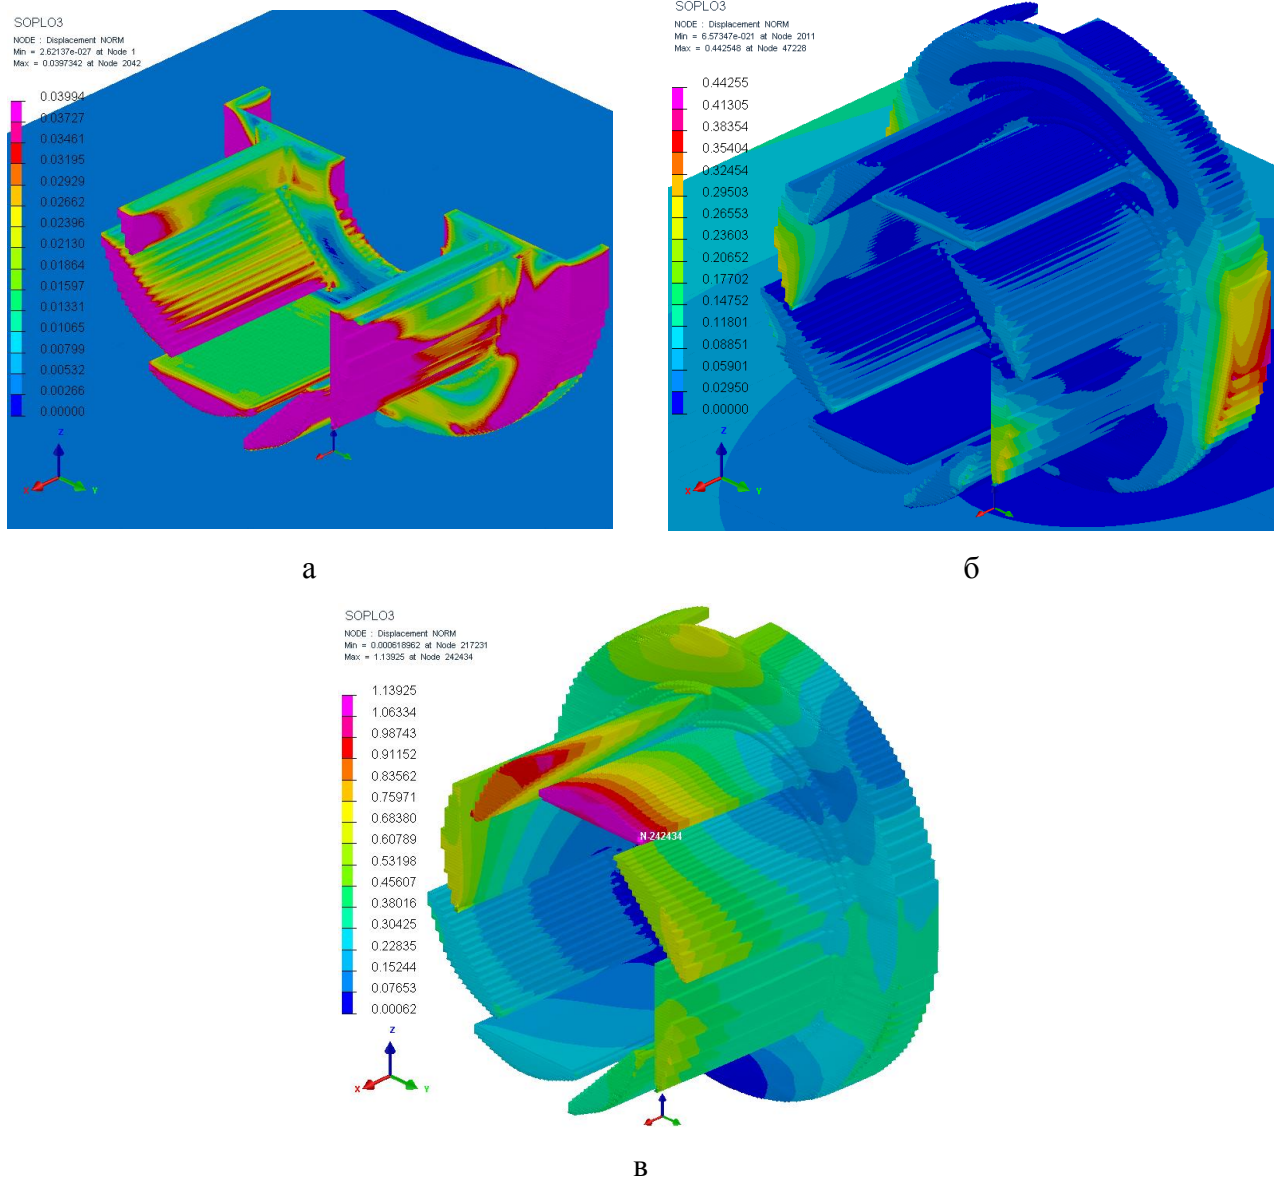 SOPLO3
NODE : Displacement NORM
Min = 2.62137e-027 at Node 1
Max = 0.0397342 at Node 2042
0.03994
0.03727
0.03461
0.03195
0.02929
0.02662
0.02396
0.02130
0.01864
0.01597
0.01331
0.01065
0.00799
0.00532
0.00266
0.00000
Z
X
Y
а
SOPLO3
NODE : Displacement NORM
Min = 6.57347e-021 at Node 2011
Max = 0.442548 at Node 47228
0.44255
0.41305
0.38354
0.35404
0.32454
0.29503
0.26553
0.23603
0.20652
0.17702
0.14752
0.11801
0.08851
0.05901
0.02950
0.00000
Z
X
Y
б
SOPLO3
NODE : Displacement NORM
Min = 0.000618962 at Node 217231
Max = 1.13925 at Node 242434
1.13925
1.06334
0.98743
0.91152
0.83562
0.75971
0.68380
0.60789
0.53198
0.45607
0.38016
0.30425
0.22835
0.15244
0.07653
0.00062
N-242434
Z
X
Y
в